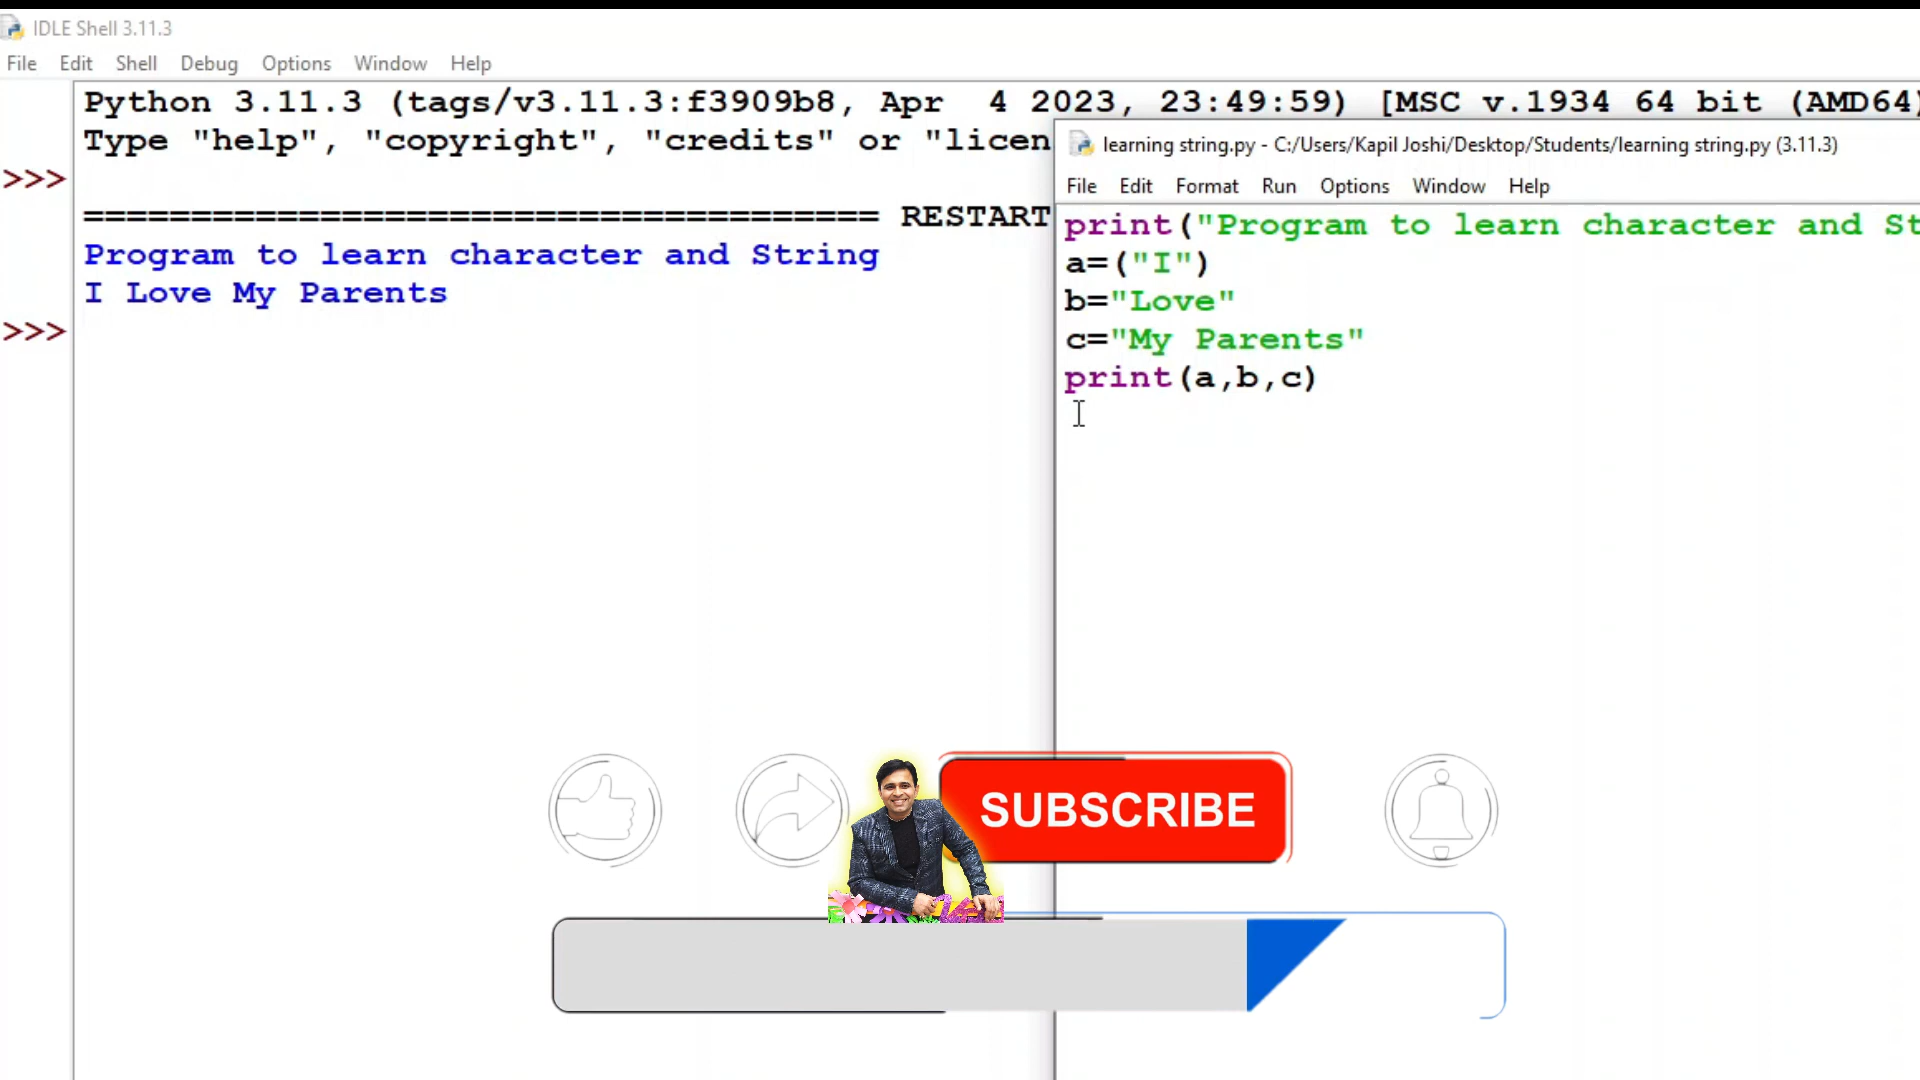 IDLE Shell 3.11.3
File Edit Shell Debug Options Window Help
Python 3.11.3 (tags/v3.11.3:f3909b8, Apr  4 2023, 23:49:59) [MSC v.1934 64 bit (AMD64)
Type "help", "copyright", "credits" or "licen
>>>
===================================== RESTART
Program to learn character and String
I Love My Parents
>>>
learning string.py - C:/Users/Kapil Joshi/Desktop/Students/learning string.py (3.11.3)
File Edit Format Run Options Window Help
print("Program to learn character and St
a=("I")
b="Love"
c="My Parents"
print(a,b,c)
SUBSCRIBE